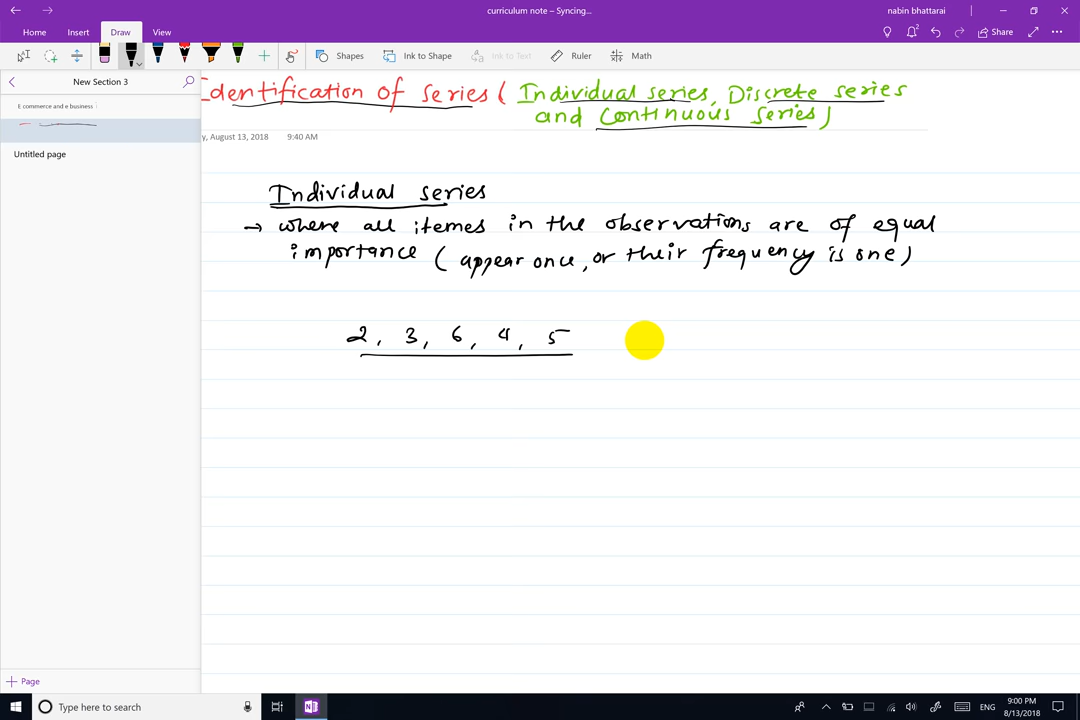 curriculum note – Syncing...
nabin bhattarai
Home Insert Draw View
Share
Shapes Ink to Shape Ink to Text Ruler Math
New Section 3
E commerce and e business
Untitled page
Page
Identification of series ( Individual series, Discrete series
and Continuous Series)
y, August 13, 2018 9:40 AM
Individual series
→ where all itemes in the observations are of equal
importance ( appear once, or their frequency is one)
2, 3, 6, 4, 5
Type here to search
ENG
9:00 PM
8/13/2018